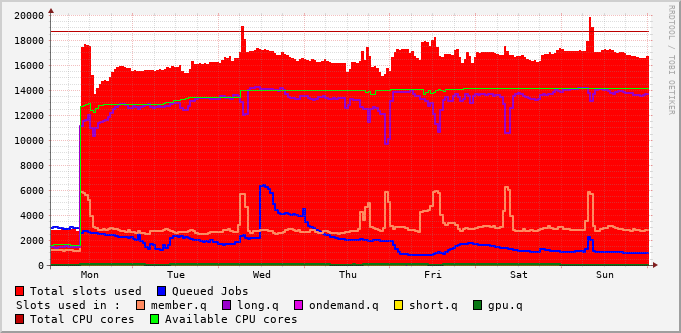 20000
18000
16000
14000
12000
10000
8000
6000
4000
2000
0
Mon Tue Wed Thu Fri Sat Sun
RRDTOOL / TOBI OETIKER
Total slots used Queued Jobs
Slots used in : member.q long.q ondemand.q short.q gpu.q
Total CPU cores Available CPU cores